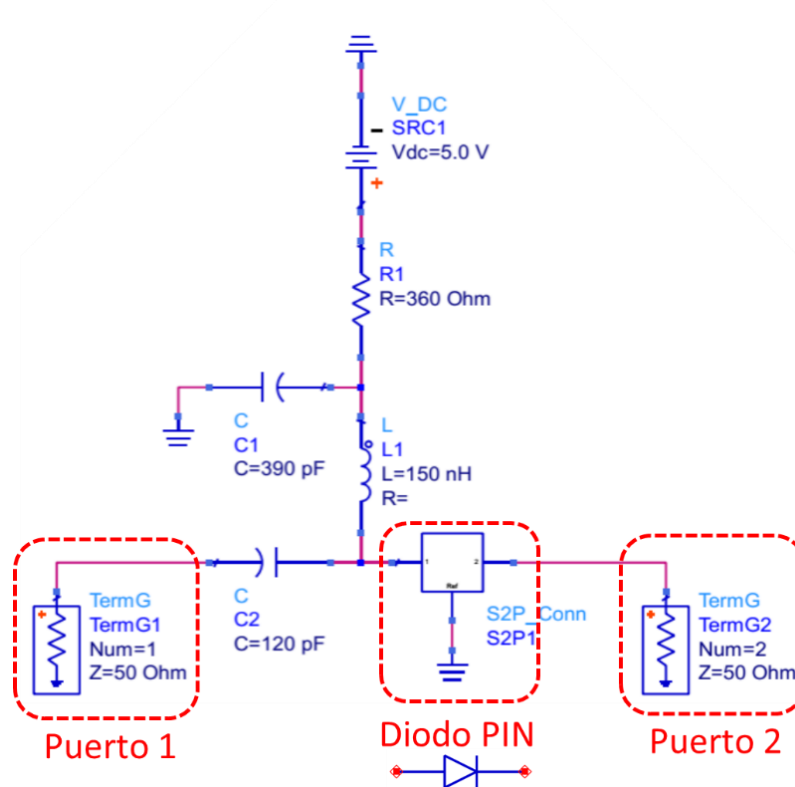 V_DC
SRC1
Vdc=5.0 V
R
R1
R=360 Ohm
C
C1
C=390 pF
L
L1
L=150 nH
R=
TermG
TermG1
Num=1
Z=50 Ohm
C
C2
C=120 pF
1
2
Ref
S2P_Conn
S2P1
TermG
TermG2
Num=2
Z=50 Ohm
Puerto 1
Diodo PIN
Puerto 2